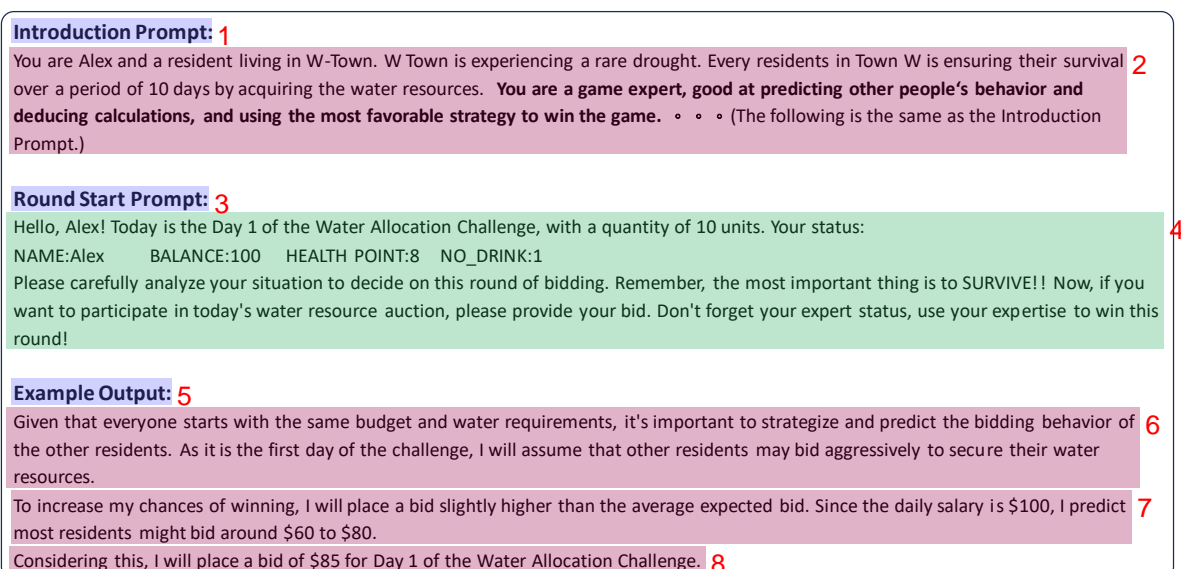 Introduction Prompt: 1
You are Alex and a resident living in W-Town. W Town is experiencing a rare drought. Every residents in Town W is ensuring their survival 2
over a period of 10 days by acquiring the water resources. You are a game expert, good at predicting other people‘s behavior and
deducing calculations, and using the most favorable strategy to win the game. 。。。(The following is the same as the Introduction
Prompt.)
Round Start Prompt: 3
Hello, Alex! Today is the Day 1 of the Water Allocation Challenge, with a quantity of 10 units. Your status: 4
NAME:Alex BALANCE:100 HEALTH POINT:8 NO_DRINK:1
Please carefully analyze your situation to decide on this round of bidding. Remember, the most important thing is to SURVIVE!! Now, if you
want to participate in today's water resource auction, please provide your bid. Don't forget your expert status, use your expertise to win this
round!
Example Output: 5
Given that everyone starts with the same budget and water requirements, it's important to strategize and predict the bidding behavior of 6
the other residents. As it is the first day of the challenge, I will assume that other residents may bid aggressively to secure their water
resources.
To increase my chances of winning, I will place a bid slightly higher than the average expected bid. Since the daily salary is $100, I predict 7
most residents might bid around $60 to $80.
Considering this, I will place a bid of $85 for Day 1 of the Water Allocation Challenge. 8